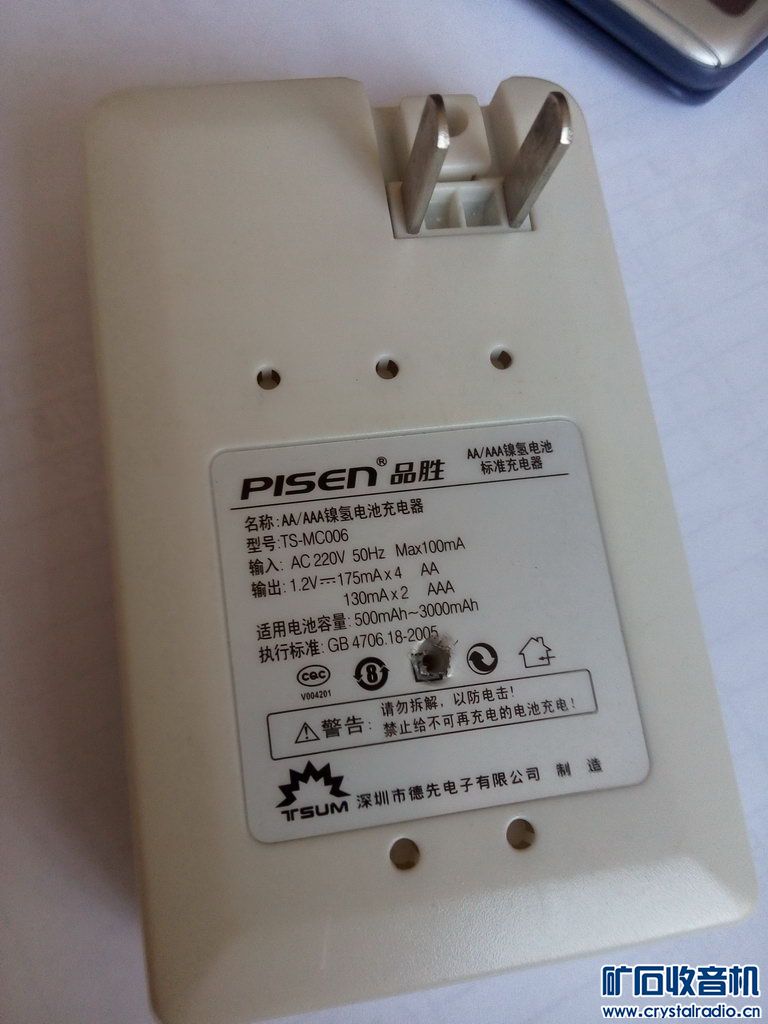 PISEN® 品胜
AA/AAA镍氢电池
标准充电器
名称:AA/AAA镍氢电池充电器
型号:TS-MC006
输入: AC 220V 50Hz Max100mA
输出: 1.2V⎓175mA x 4 AA
130mA x 2 AAA
适用电池容量: 500mAh~3000mAh
执行标准: GB 4706.18-2005
CQC
V004201
8
警告:
请勿拆解，以防电击!
禁止给不可再充电的电池充电!
TSUM 深圳市德先电子有限公司 制 造
矿石收音机
www.crystalradio.cn